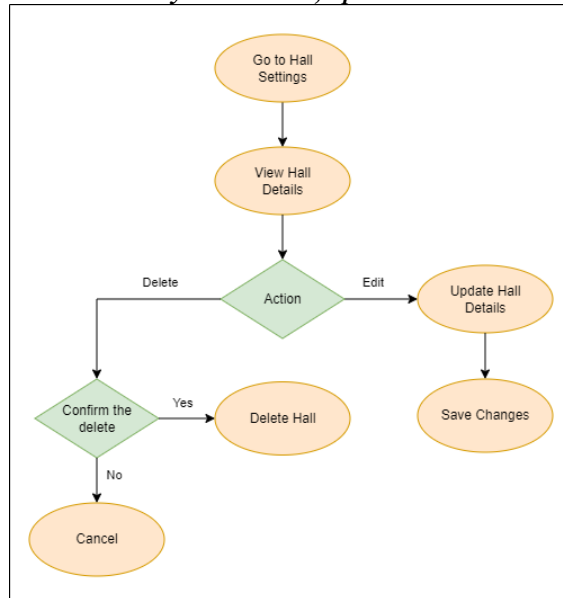 Go to Hall
Settings
View Hall
Details
Delete
Action
Edit
Update Hall
Details
Confirm the
delete
Yes
Delete Hall
Save Changes
No
Cancel